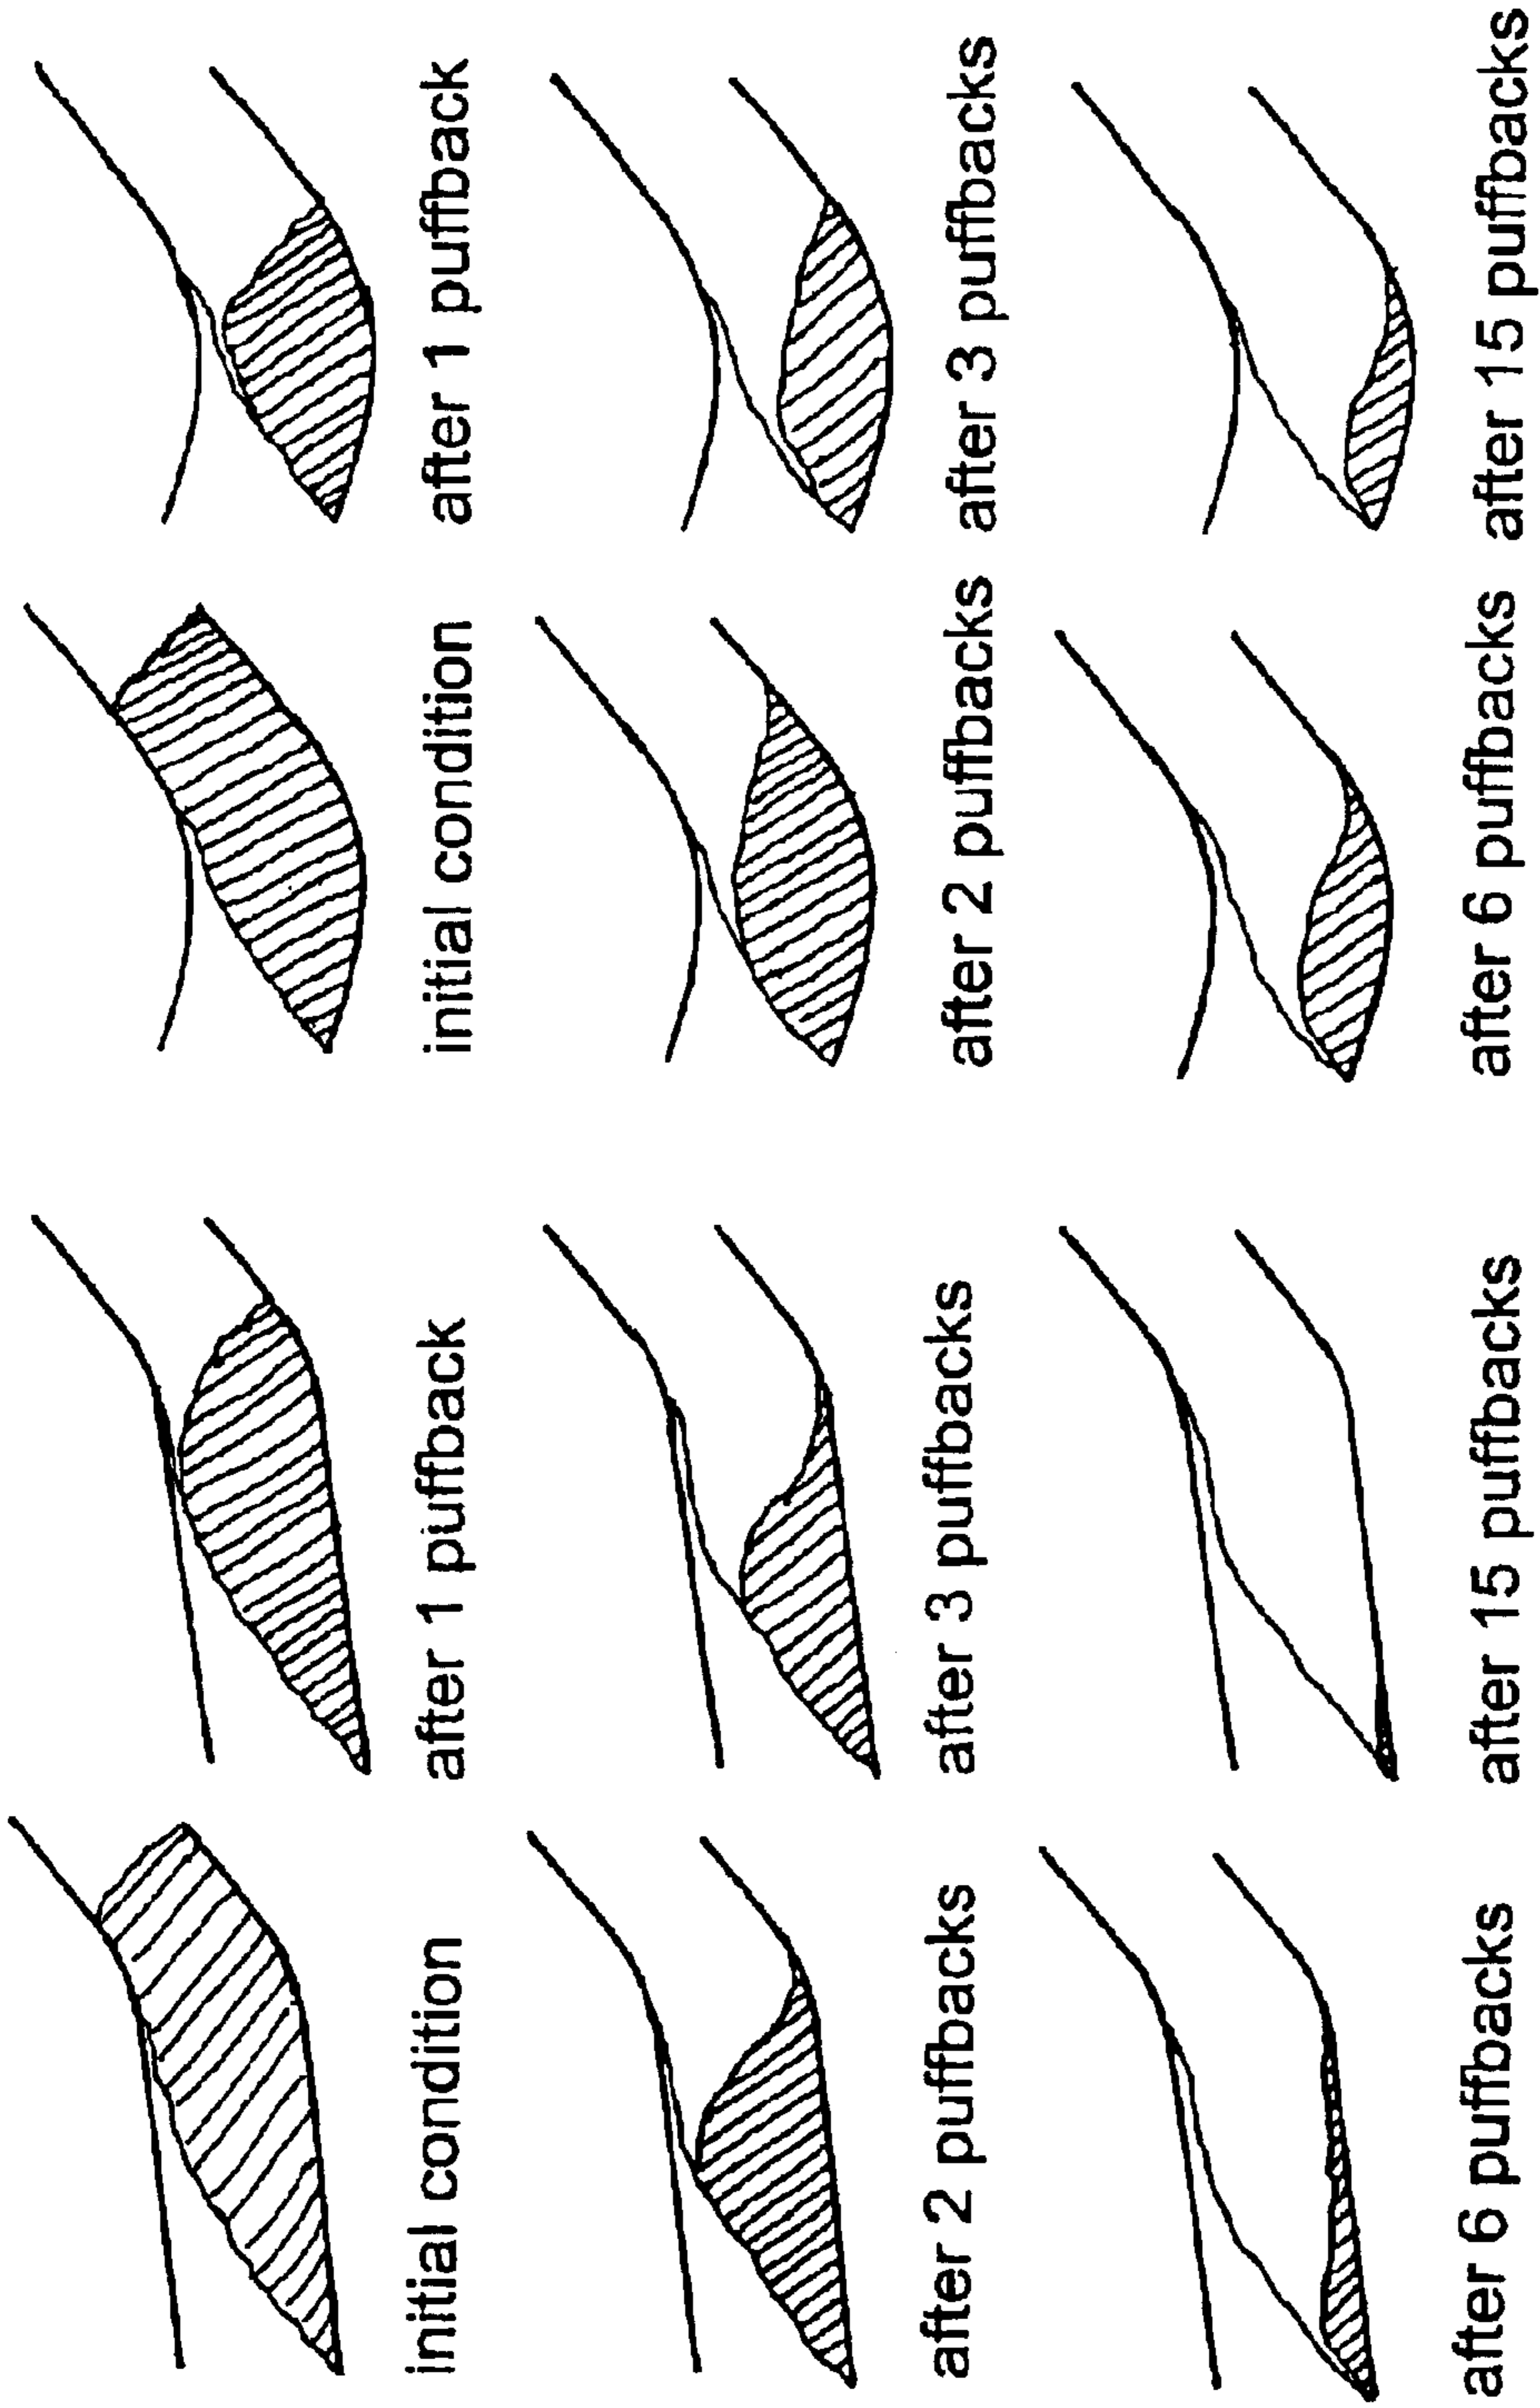 initial condition
after 1 puffback
after 2 puffbacks
after 3 puffbacks
after 6 puffbacks
after 15 puffbacks
initial condition
after 1 puffback
after 2 puffbacks
after 3 puffbacks
after 6 puffbacks
after 15 puffbacks